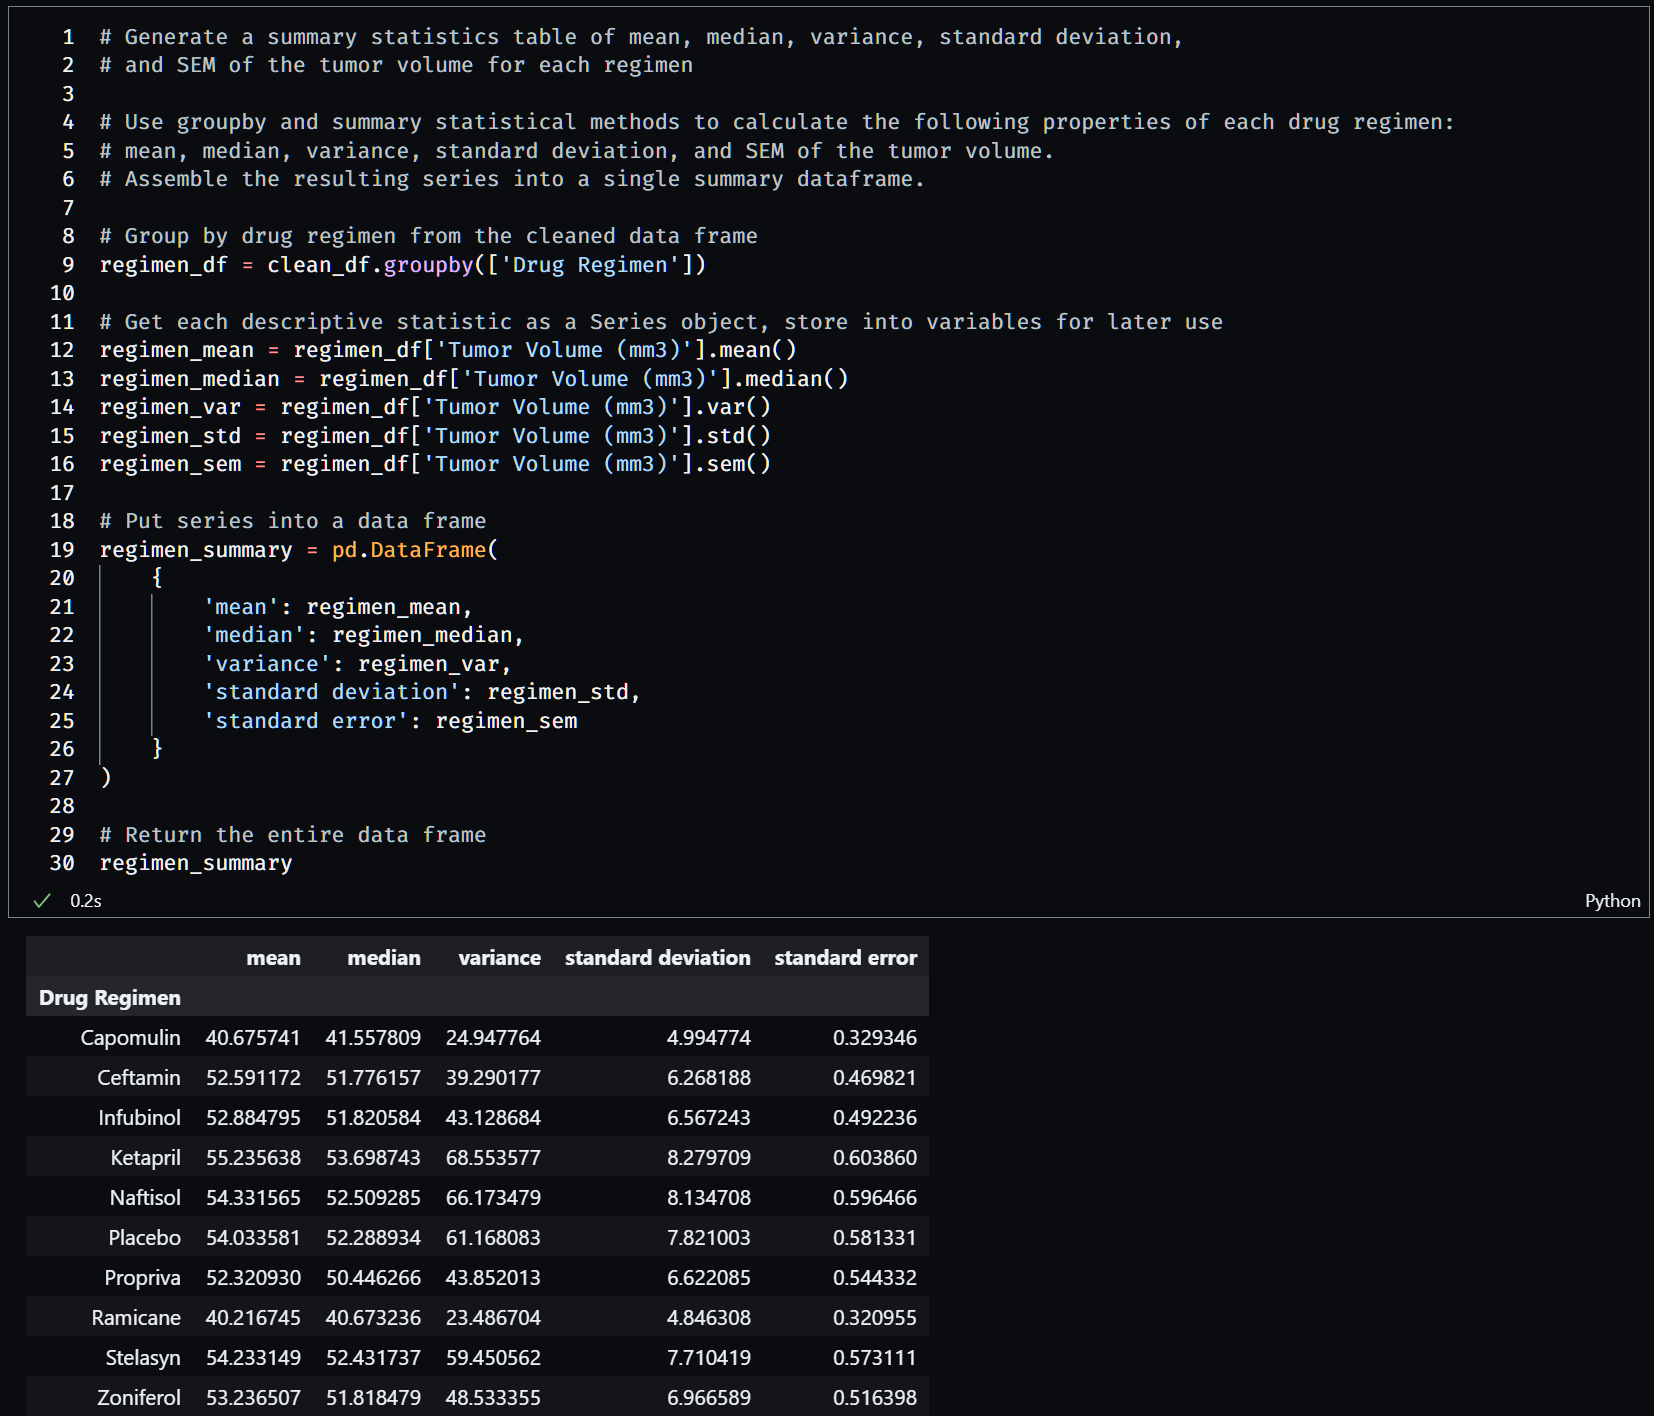 1 # Generate a summary statistics table of mean, median, variance, standard deviation,
2 # and SEM of the tumor volume for each regimen
3
4 # Use groupby and summary statistical methods to calculate the following properties of each drug regimen:
5 # mean, median, variance, standard deviation, and SEM of the tumor volume.
6 # Assemble the resulting series into a single summary dataframe.
7
8 # Group by drug regimen from the cleaned data frame
9 regimen_df = clean_df.groupby(['Drug Regimen'])
10
11 # Get each descriptive statistic as a Series object, store into variables for later use
12 regimen_mean = regimen_df['Tumor Volume (mm3)'].mean()
13 regimen_median = regimen_df['Tumor Volume (mm3)'].median()
14 regimen_var = regimen_df['Tumor Volume (mm3)'].var()
15 regimen_std = regimen_df['Tumor Volume (mm3)'].std()
16 regimen_sem = regimen_df['Tumor Volume (mm3)'].sem()
17
18 # Put series into a data frame
19 regimen_summary = pd.DataFrame(
20     {
21         'mean': regimen_mean,
22         'median': regimen_median,
23         'variance': regimen_var,
24         'standard deviation': regimen_std,
25         'standard error': regimen_sem
26     }
27 )
28
29 # Return the entire data frame
30 regimen_summary
0.2s Python
mean median variance standard deviation standard error
Drug Regimen
Capomulin 40.675741 41.557809 24.947764 4.994774 0.329346
Ceftamin 52.591172 51.776157 39.290177 6.268188 0.469821
Infubinol 52.884795 51.820584 43.128684 6.567243 0.492236
Ketapril 55.235638 53.698743 68.553577 8.279709 0.603860
Naftisol 54.331565 52.509285 66.173479 8.134708 0.596466
Placebo 54.033581 52.288934 61.168083 7.821003 0.581331
Propriva 52.320930 50.446266 43.852013 6.622085 0.544332
Ramicane 40.216745 40.673236 23.486704 4.846308 0.320955
Stelasyn 54.233149 52.431737 59.450562 7.710419 0.573111
Zoniferol 53.236507 51.818479 48.533355 6.966589 0.516398